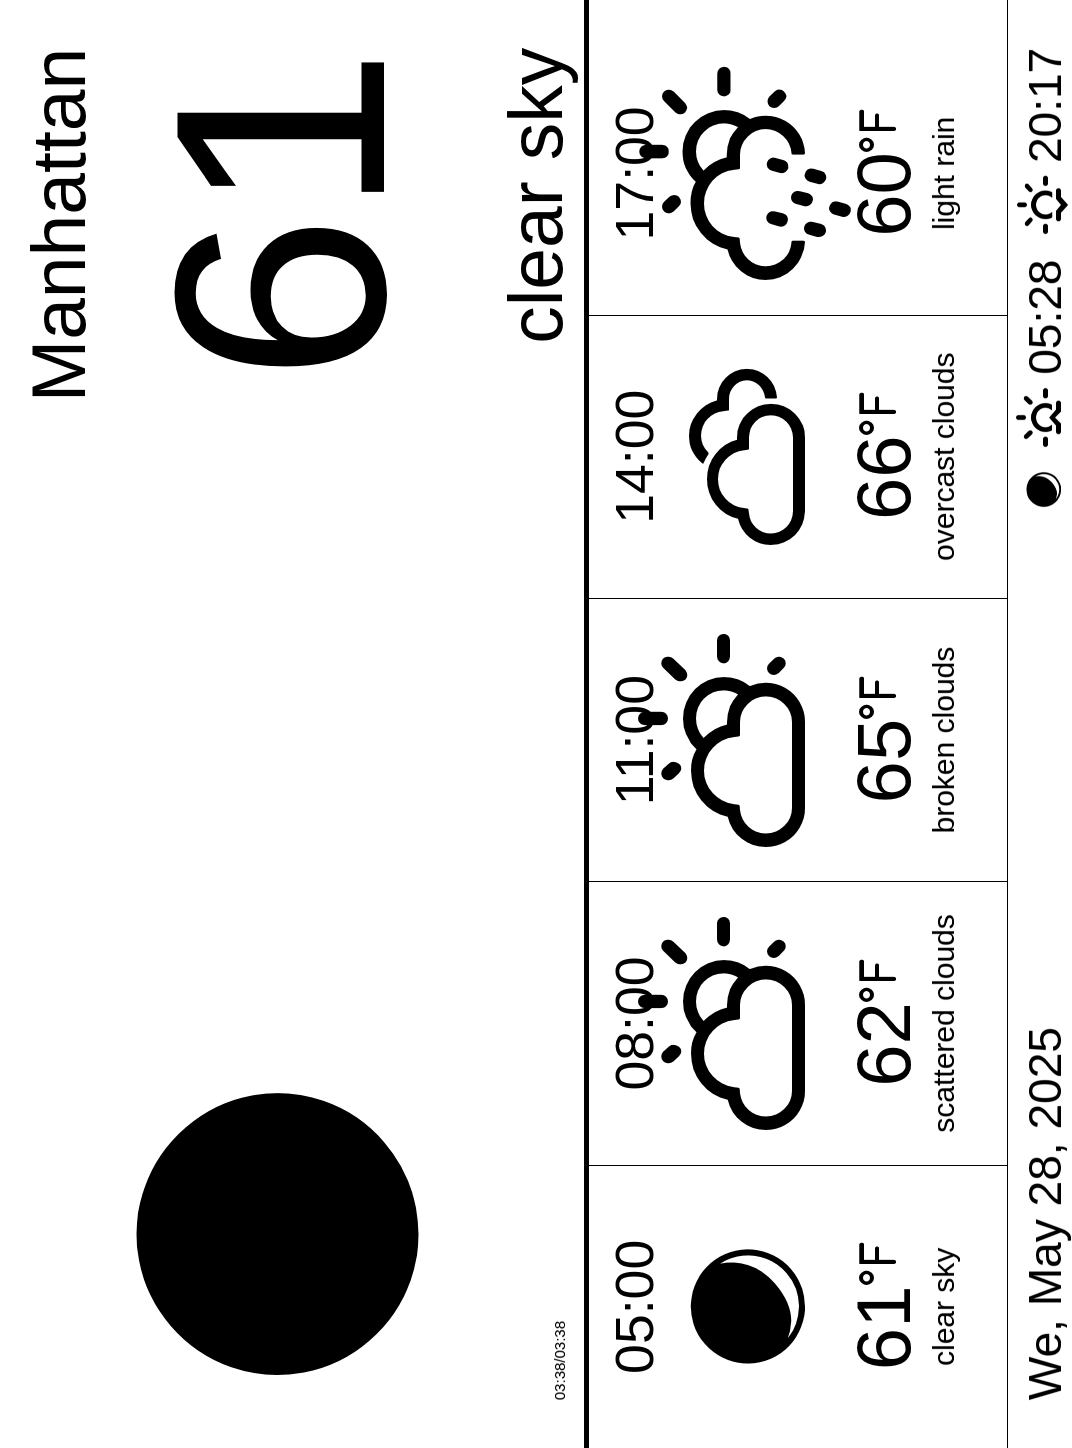 Manhattan
61
clear sky
03:38/03:38
05:00
61°F
clear sky
08:00
62°F
scattered clouds
11:00
65°F
broken clouds
14:00
66°F
overcast clouds
17:00
60°F
light rain
We, May 28, 2025
05:28
20:17